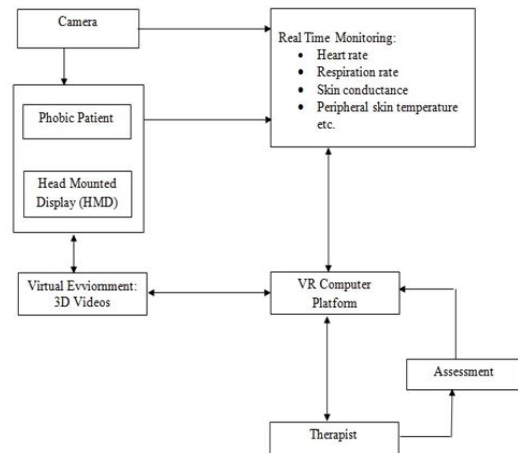 Camera
Real Time Monitoring:
• Heart rate
• Respiration rate
• Skin conductance
• Peripheral skin temperature
etc.
Phobic Patient
Head Mounted
Display (HMD)
Virtual Evviornment:
3D Videos
VR Computer
Platform
Assessment
Therapist